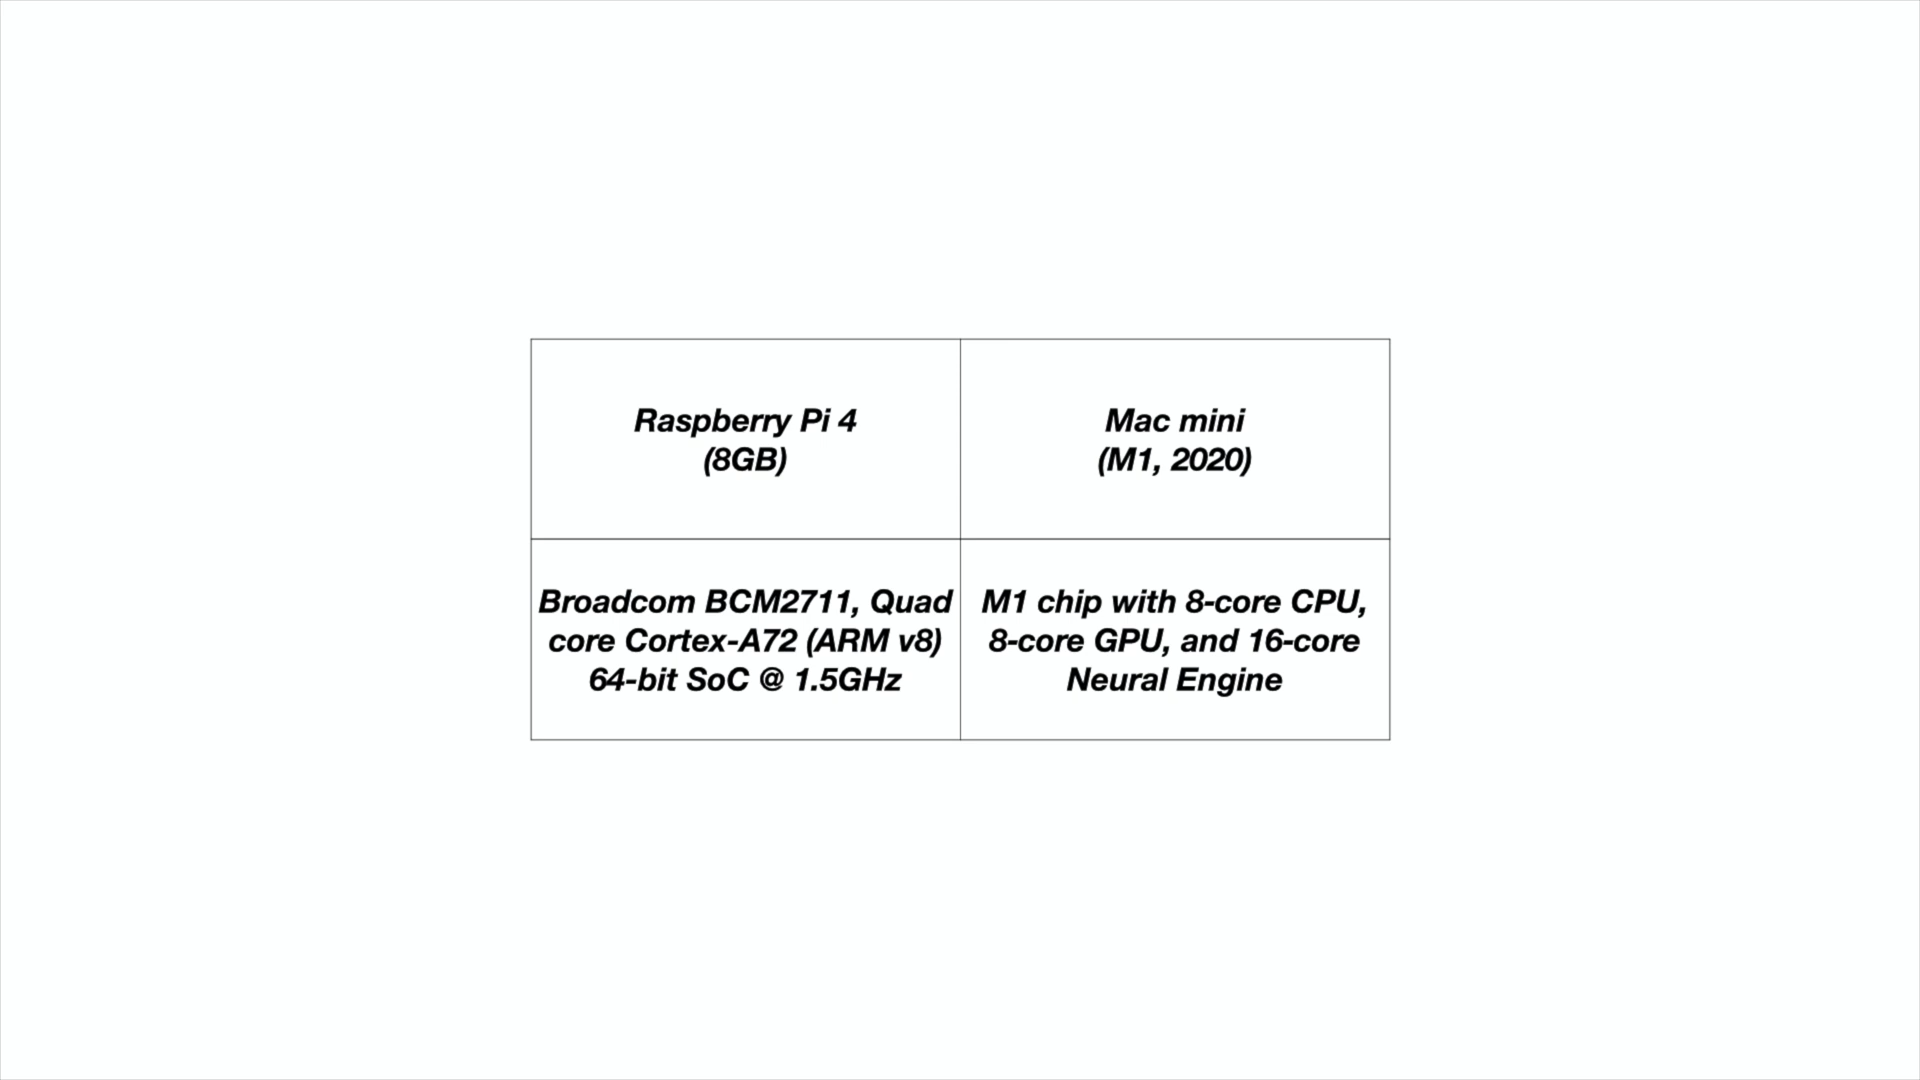 Raspberry Pi 4
(8GB)
Mac mini
(M1, 2020)
Broadcom BCM2711, Quad
core Cortex-A72 (ARM v8)
64-bit SoC @ 1.5GHz
M1 chip with 8-core CPU,
8-core GPU, and 16-core
Neural Engine